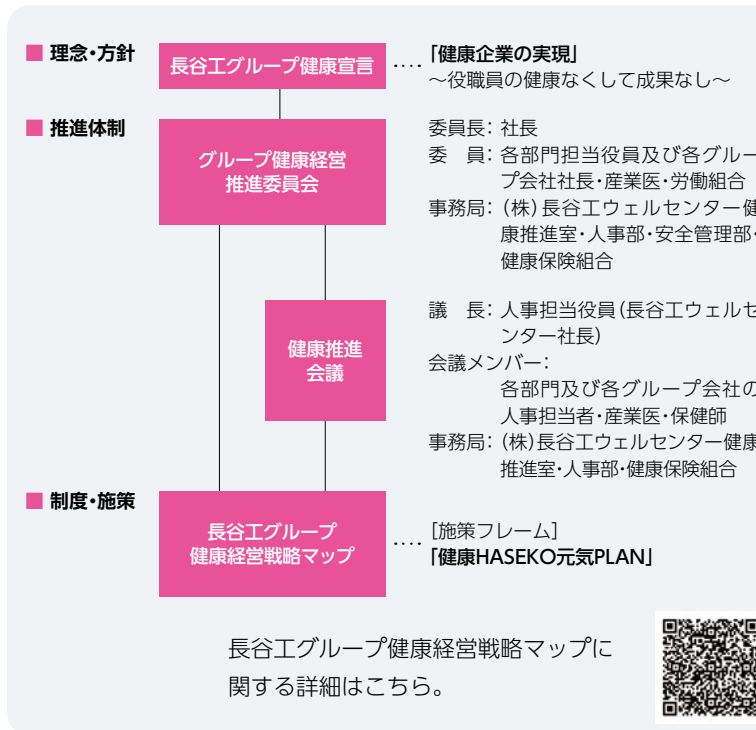 ■ 理念・方針
長谷工グループ健康宣言
‥‥「健康企業の実現」
～役職員の健康なくして成果なし～
■ 推進体制
グループ健康経営
推進委員会
委員長：社長
委　員：各部門担当役員及び各グルー
プ会社社長・産業医・労働組合
事務局：（株）長谷工ウェルセンター健
康推進室・人事部・安全管理部・
健康保険組合
健康推進
会議
議　長：人事担当役員（長谷工ウェルセ
ンター社長）
会議メンバー：
各部門及び各グループ会社の
人事担当者・産業医・保健師
事務局：（株）長谷工ウェルセンター健康
推進室・人事部・健康保険組合
■ 制度・施策
長谷工グループ
健康経営戦略マップ
‥‥［施策フレーム］
「健康HASEKO元気PLAN」
長谷工グループ健康経営戦略マップに
関する詳細はこちら。